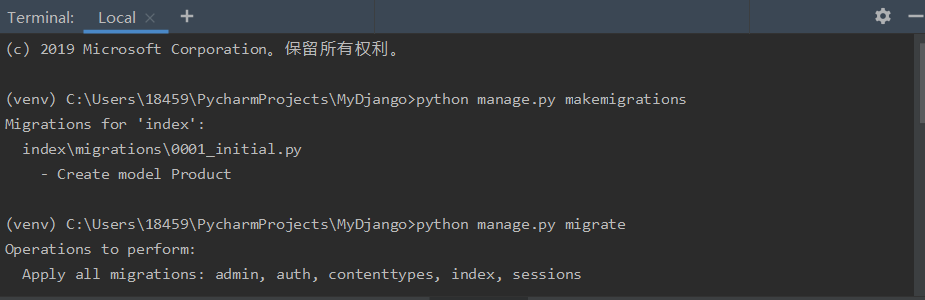 Terminal: Local × +
(c) 2019 Microsoft Corporation。保留所有权利。
(venv) C:\Users\18459\PycharmProjects\MyDjango>python manage.py makemigrations
Migrations for 'index':
index\migrations\0001_initial.py
- Create model Product
(venv) C:\Users\18459\PycharmProjects\MyDjango>python manage.py migrate
Operations to perform:
Apply all migrations: admin, auth, contenttypes, index, sessions